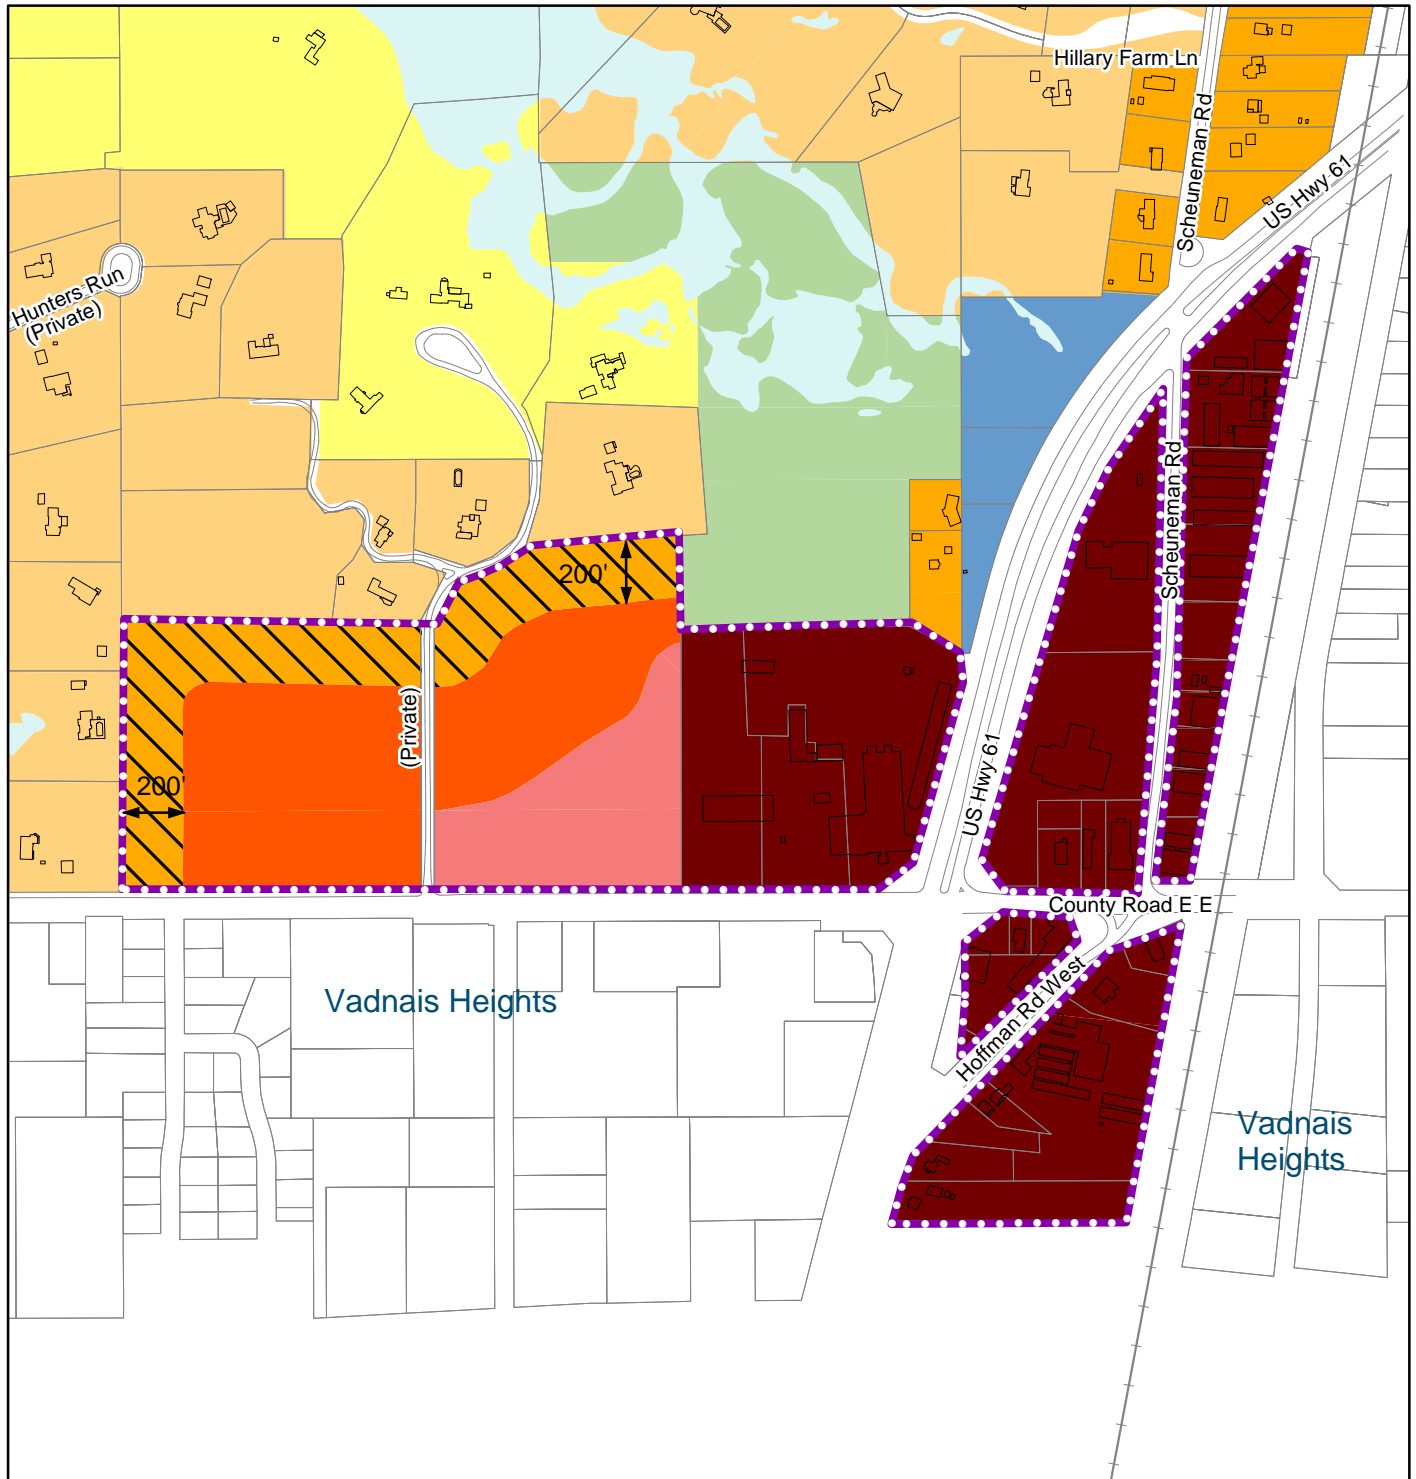 Hillary Farm Ln
Scheuneman Rd
US Hwy 61
Hunters Run
(Private)
Scheuneman Rd
200'
(Private)
200'
US Hwy 61
County Road E E
Hoffman Rd West
Vadnais Heights
Vadnais
Heights